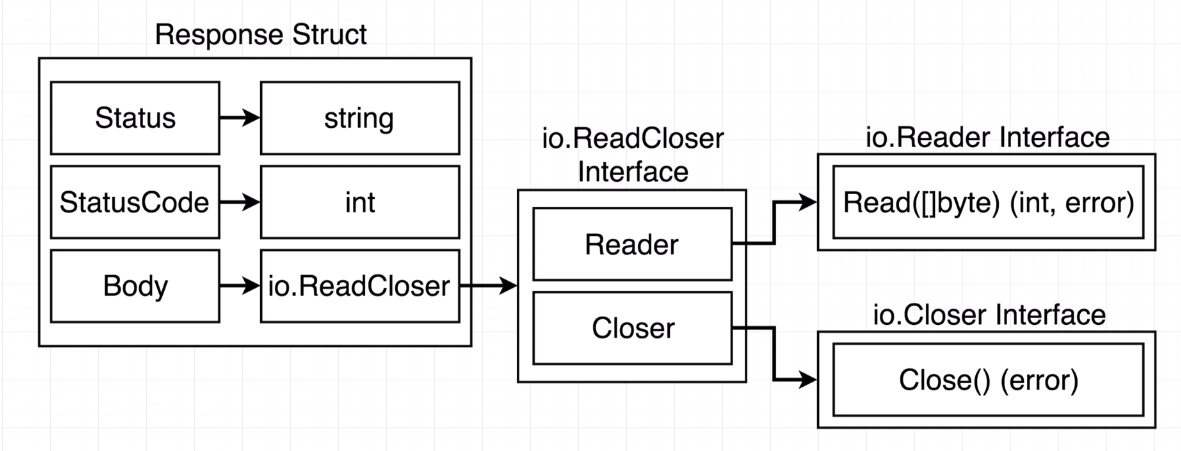 Response Struct
Status
string
StatusCode
int
Body
io.ReadCloser
io.ReadCloser
Interface
Reader
Closer
io.Reader Interface
Read([]byte) (int, error)
io.Closer Interface
Close() (error)